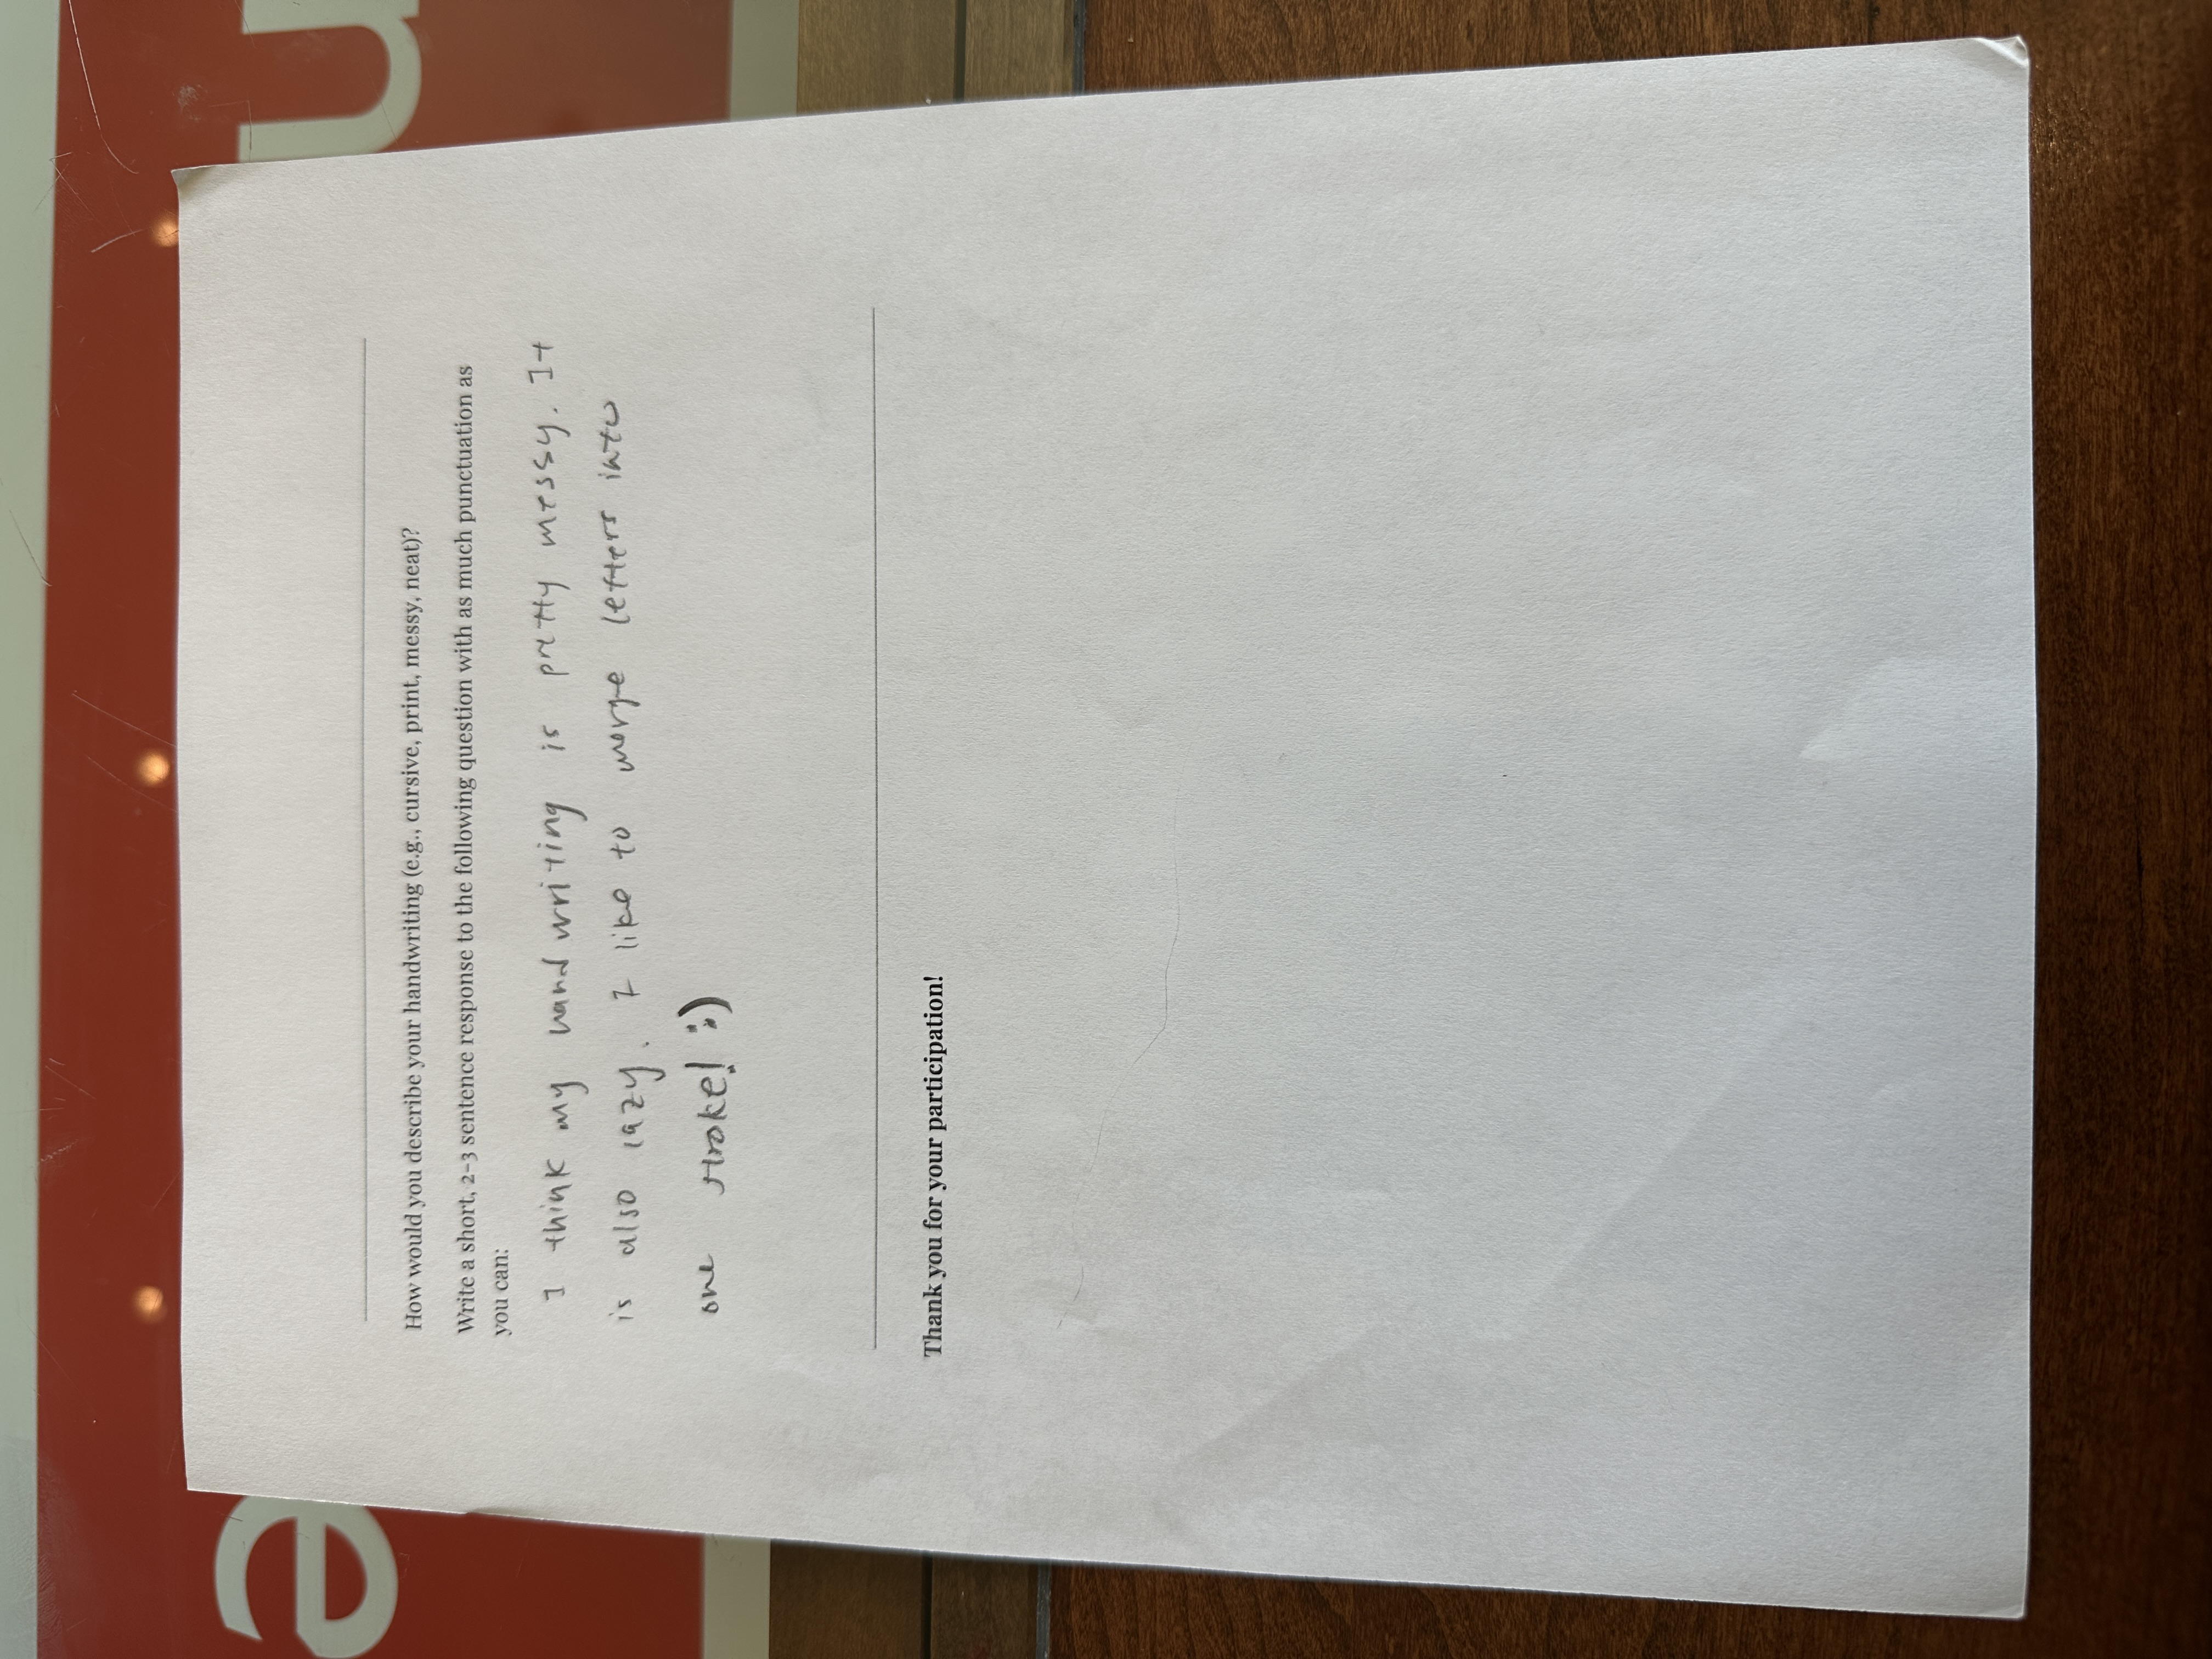 How would you describe your handwriting (e.g., cursive, print, messy, neat)?
Write a short, 2-3 sentence response to the following question with as much punctuation as
you can:
I think my handwriting is pretty messy. It
is also lazy. I like to merge letters into
one stroke! :)
Thank you for your participation!